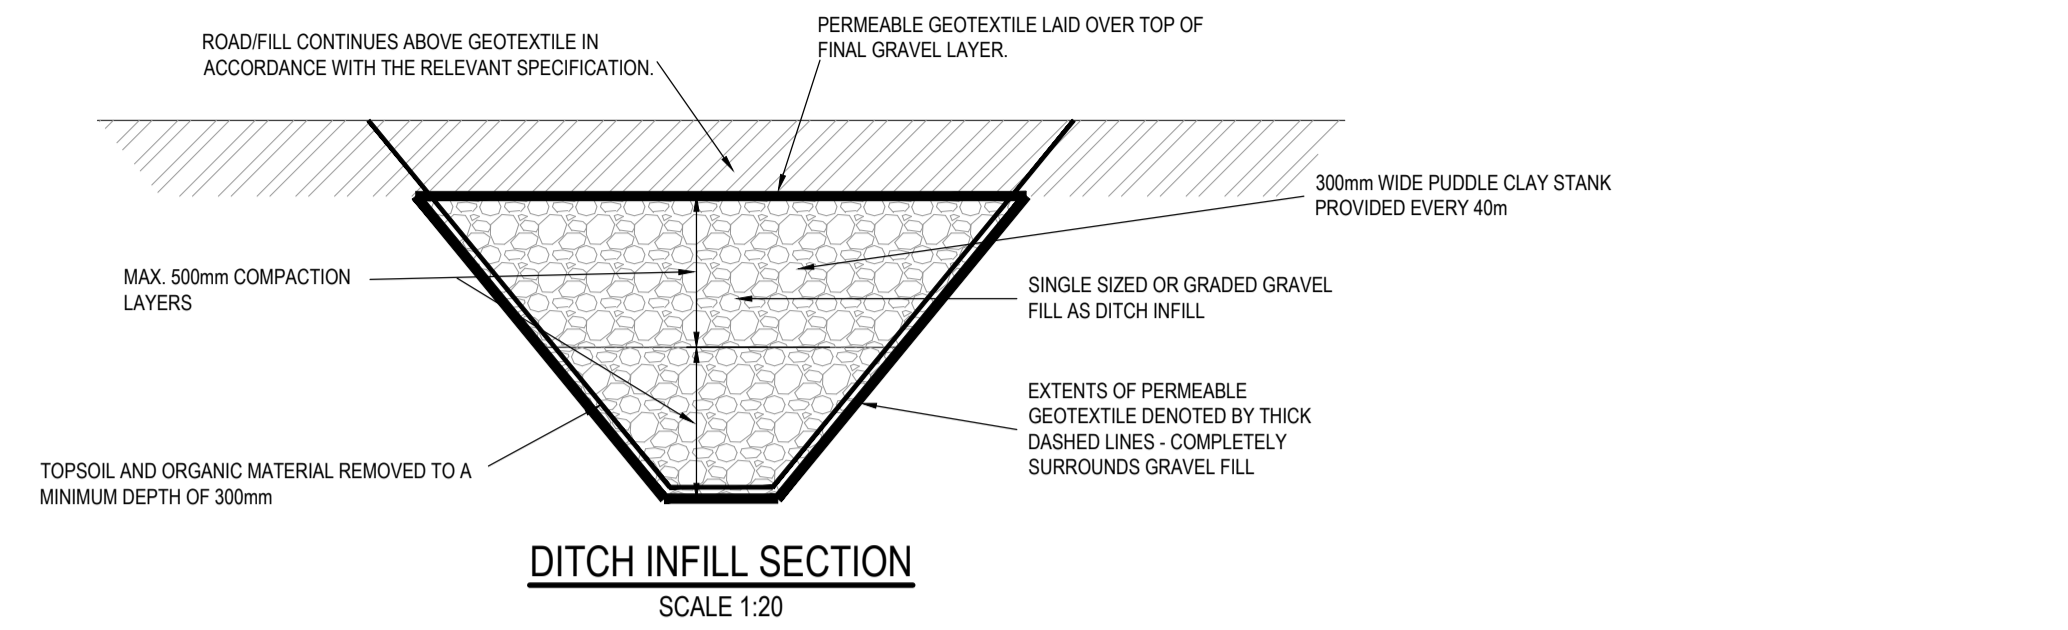 ROAD/FILL CONTINUES ABOVE GEOTEXTILE IN
ACCORDANCE WITH THE RELEVANT SPECIFICATION.
PERMEABLE GEOTEXTILE LAID OVER TOP OF
FINAL GRAVEL LAYER.
300mm WIDE PUDDLE CLAY STANK
PROVIDED EVERY 40m
MAX. 500mm COMPACTION
LAYERS
SINGLE SIZED OR GRADED GRAVEL
FILL AS DITCH INFILL
EXTENTS OF PERMEABLE
GEOTEXTILE DENOTED BY THICK
DASHED LINES - COMPLETELY
SURROUNDS GRAVEL FILL
TOPSOIL AND ORGANIC MATERIAL REMOVED TO A
MINIMUM DEPTH OF 300mm
DITCH INFILL SECTION
SCALE 1:20